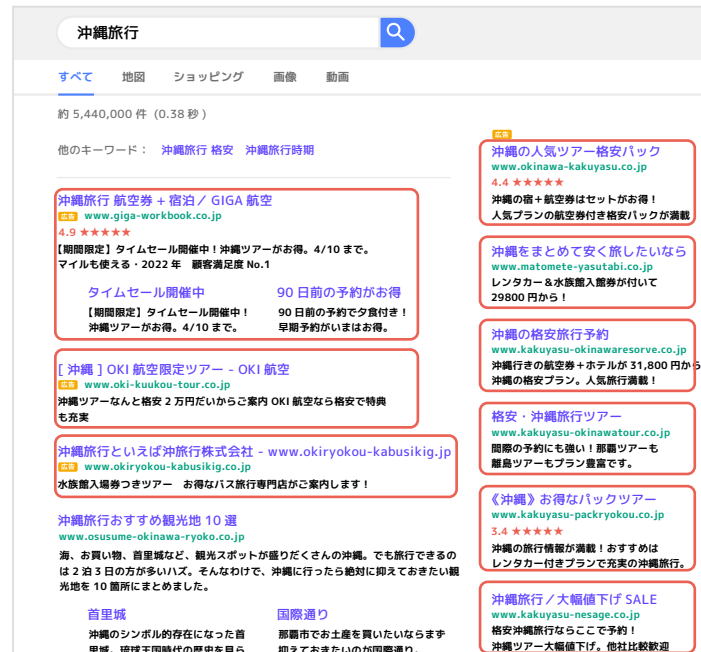 沖縄旅行
すべて 地図 ショッピング 画像 動画
約 5,440,000 件 (0.38 秒 )
他のキーワード： 沖縄旅行 格安 沖縄旅行時期
沖縄旅行 航空券 + 宿泊／ GIGA 航空
広告 www.giga-workbook.co.jp
4.9 ★★★★★
【期間限定】タイムセール開催中！沖縄ツアーがお得。4/10 まで。
マイルも使える・2022 年 顧客満足度 No.1
タイムセール開催中
【期間限定】タイムセール開催中！
沖縄ツアーがお得。4/10 まで。
90 日前の予約がお得
90 日前の予約で夕食付き！
早期予約がいまはお得。
[ 沖縄 ] OKI 航空限定ツアー - OKI 航空
広告 www.oki-kuukou-tour.co.jp
沖縄ツアーなんと格安 2 万円だいからご案内 OKI 航空なら格安で特典
も充実
沖縄旅行といえば沖旅行株式会社 - www.okiryokou-kabusikig.jp
広告 www.okiryokou-kabusikig.co.jp
水族館入場券つきツアー お得なバス旅行専門店がご案内します！
沖縄旅行おすすめ観光地 10 選
www.osusume-okinawa-ryoko.co.jp
海、お買い物、首里城など、観光スポットが盛りだくさんの沖縄。でも旅行できるの
は 2 泊 3 日の方が多いハズ。そんなわけで、沖縄に行ったら絶対に抑えておきたい観
光地を 10 箇所にまとめました。
首里城
沖縄のシンボル的存在になった首
里城。琉球王国時代の歴史を見ら
国際通り
那覇市でお土産を買いたいならまず
抑えておきたいのが国際通り。
広告
沖縄の人気ツアー格安パック
www.okinawa-kakuyasu.co.jp
4.4 ★★★★★
沖縄の宿＋航空券はセットがお得！
人気プランの航空券付き格安パックが満載
沖縄をまとめて安く旅したいなら
www.matomete-yasutabi.co.jp
レンタカー＆水族館入館券が付いて
29800 円から！
沖縄の格安旅行予約
www.kakuyasu-okinawaresorve.co.jp
沖縄行きの航空券＋ホテルが 31,800 円から
沖縄の格安プラン。人気旅行満載！
格安・沖縄旅行ツアー
www.kakuyasu-okinawatour.co.jp
間際の予約にも強い！那覇ツアーも
離島ツアーもプラン豊富です。
《沖縄》お得なパックツアー
www.kakuyasu-packryokou.co.jp
3.4 ★★★★★
沖縄の旅行情報が満載！おすすめは
レンタカー付きプランで充実の沖縄旅行。
沖縄旅行／大幅値下げ SALE
www.kakuyasu-nesage.co.jp
格安沖縄旅行ならここで予約！
沖縄ツアー大幅値下げ。他社比較歓迎